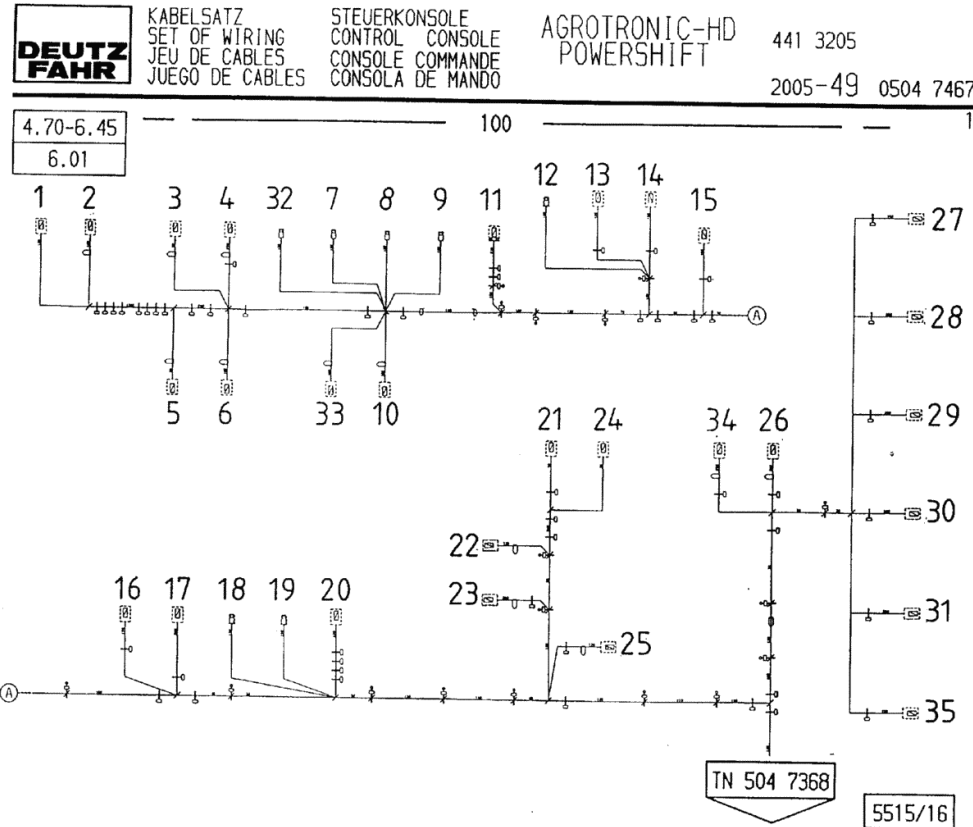 DEUTZ
FAHR
KABELSATZ STEUERKONSOLE
SET OF WIRING CONTROL CONSOLE
JEU DE CABLES CONSOLE COMMANDE
JUEGO DE CABLES CONSOLA DE MANDO
AGROTRONIC-HD
POWERSHIFT
441 3205
2005-49 0504 7467
4.70-6.45
6.01
100
1
1 2 3 4 32 7 8 9 11 12 13 14 15
27
A
28
5 6 33 10
29
21 24 34 26
30
22
23
16 17 18 19 20
31
25
A
35
TN 504 7368
5515/16